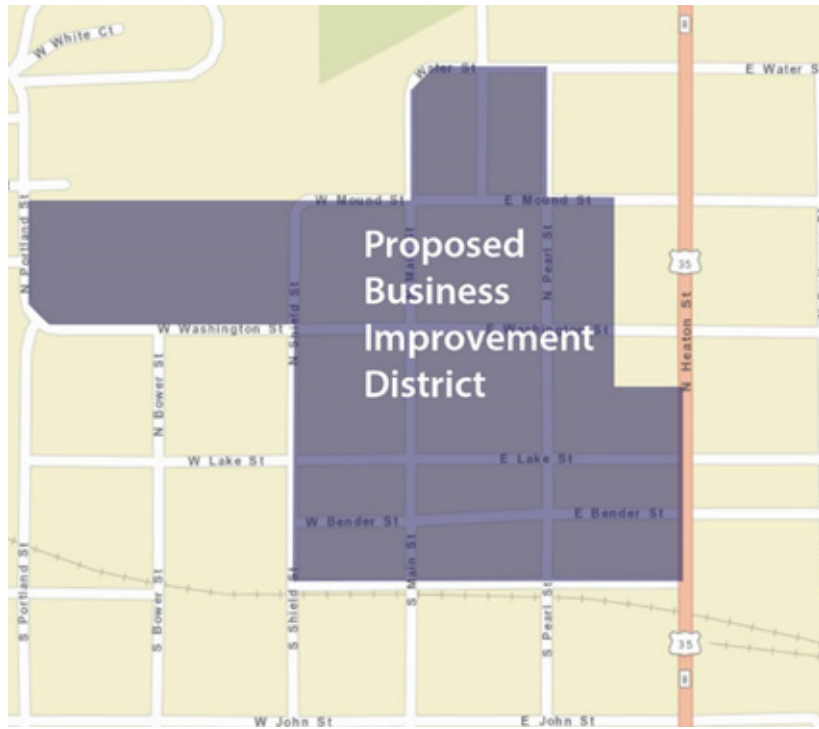 W White Ct
Water St
E Water S
8
W Mound St
E Mound St
N Portland St
Proposed
Business
Improvement
District
N Pearl St
35
N Shield St
W Washington St
N Heaton St
N Bower St
W Lake St
E Lake St
W Bender St
E Bender St
S Portland St
S Bower St
S Shield St
S Main St
S Pearl St
35
8
W John St
E John St